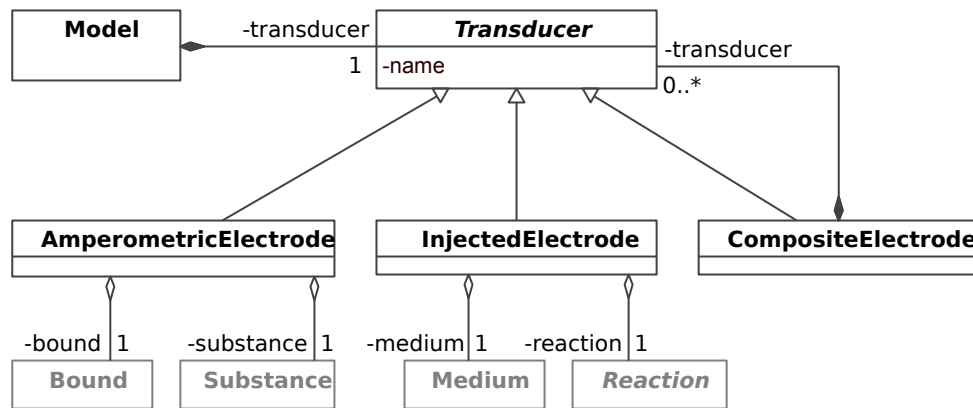 Model
-transducer
1
Transducer
-name
-transducer
0..*
AmperometricElectrode
InjectedElectrode
CompositeElectrode
-bound 1
-substance 1
-medium 1
-reaction 1
Bound
Substance
Medium
Reaction